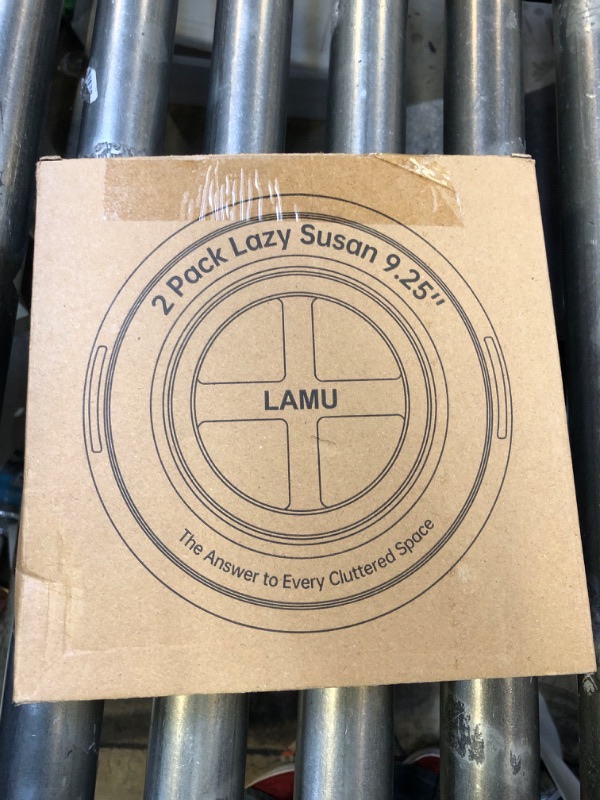 2 Pack Lazy Susan 9.25"
LAMU
The Answer to Every Cluttered Space